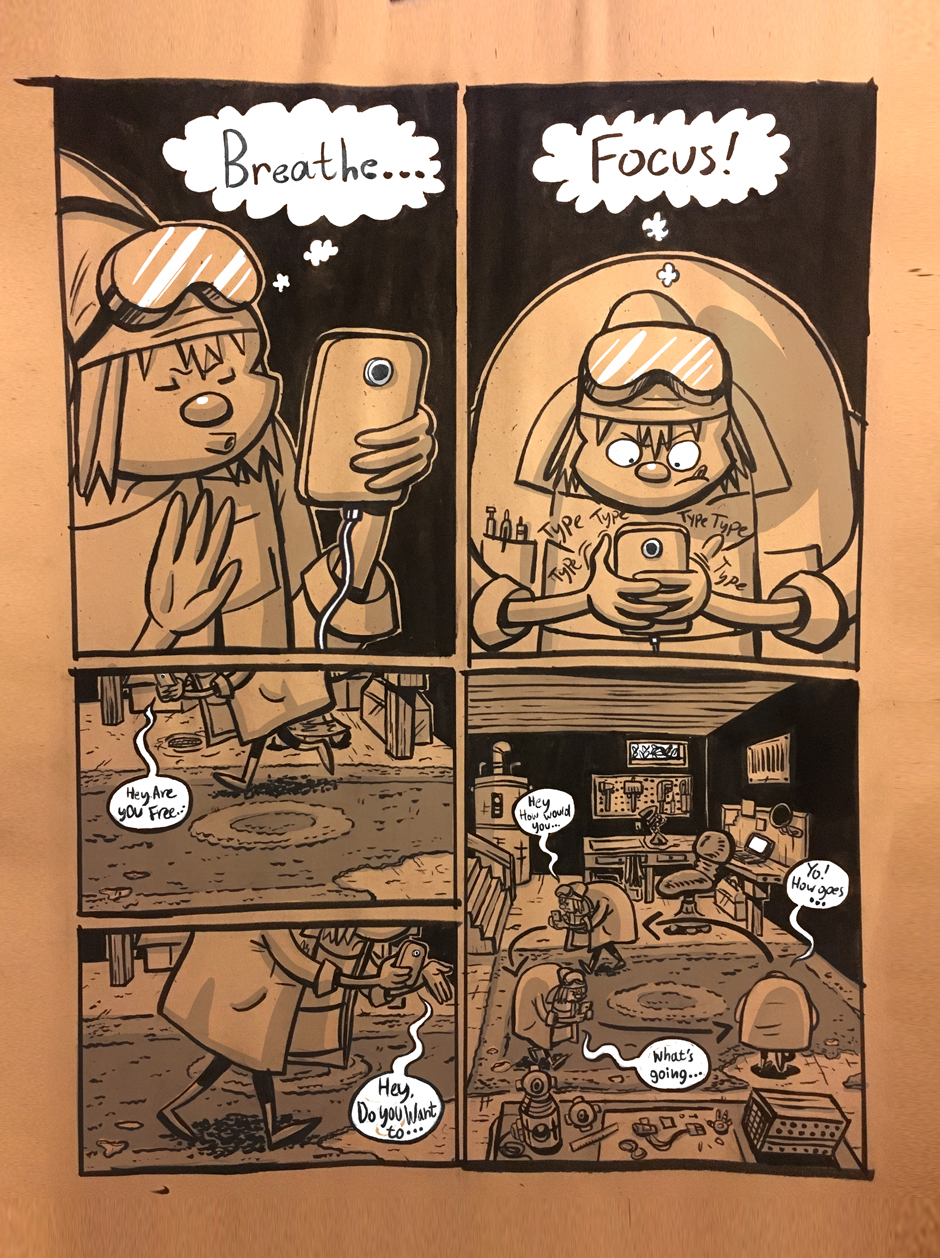 Breathe...
Focus!
Type Type
Type Type
Type
Type
Hey Are
you Free..
Hey,
Do you Want
to...
Hey
How would
you...
Yo!
How goes
...
What's
going...